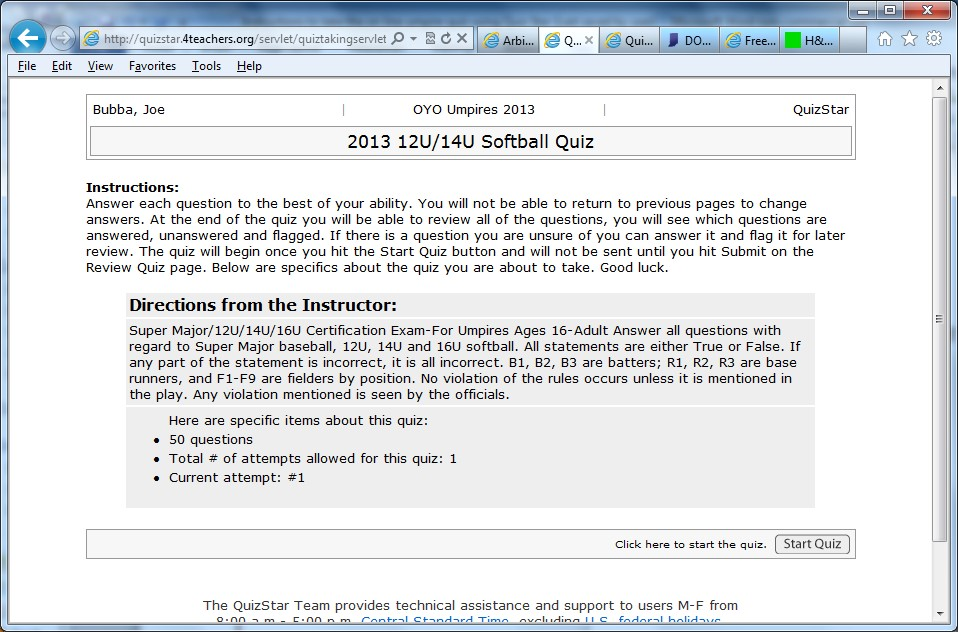 http://quizstar.4teachers.org/servlet/quiztakingservlet
Arbi...
Q...
Qui...
DO...
Free...
H&...
File Edit View Favorites Tools Help
Bubba, Joe | OYO Umpires 2013 | QuizStar
2013 12U/14U Softball Quiz
Instructions:
Answer each question to the best of your ability. You will not be able to return to previous pages to change
answers. At the end of the quiz you will be able to review all of the questions, you will see which questions are
answered, unanswered and flagged. If there is a question you are unsure of you can answer it and flag it for later
review. The quiz will begin once you hit the Start Quiz button and will not be sent until you hit Submit on the
Review Quiz page. Below are specifics about the quiz you are about to take. Good luck.
Directions from the Instructor:
Super Major/12U/14U/16U Certification Exam-For Umpires Ages 16-Adult Answer all questions with
regard to Super Major baseball, 12U, 14U and 16U softball. All statements are either True or False. If
any part of the statement is incorrect, it is all incorrect. B1, B2, B3 are batters; R1, R2, R3 are base
runners, and F1-F9 are fielders by position. No violation of the rules occurs unless it is mentioned in
the play. Any violation mentioned is seen by the officials.
Here are specific items about this quiz:
• 50 questions
• Total # of attempts allowed for this quiz: 1
• Current attempt: #1
Click here to start the quiz. Start Quiz
The QuizStar Team provides technical assistance and support to users M-F from
8:00 a.m - 5:00 p.m. Central Standard Time, excluding U.S. federal holidays.